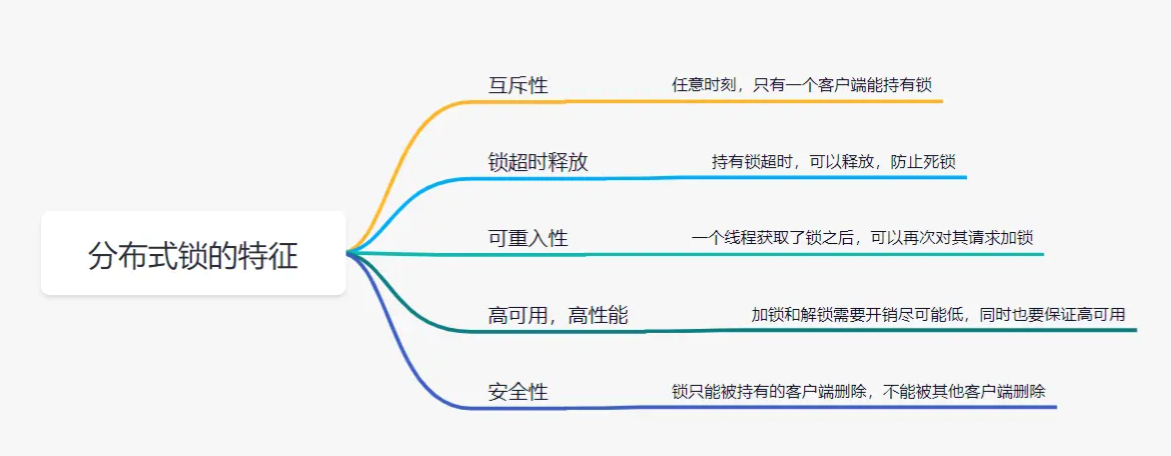 分布式锁的特征
互斥性
任意时刻，只有一个客户端能持有锁
锁超时释放
持有锁超时，可以释放，防止死锁
可重入性
一个线程获取了锁之后，可以再次对其请求加锁
高可用，高性能
加锁和解锁需要开销尽可能低，同时也要保证高可用
安全性
锁只能被持有的客户端删除，不能被其他客户端删除